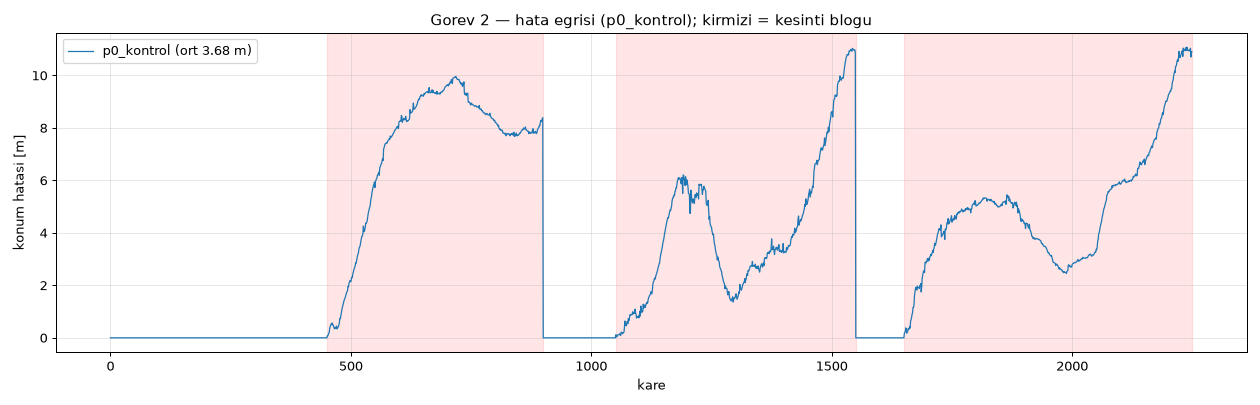 Gorev 2 — hata egrisi (p0_kontrol); kirmizi = kesinti blogu
p0_kontrol (ort 3.68 m)
konum hatasi [m]
10
8
6
4
2
0
0 500 1000 1500 2000
kare